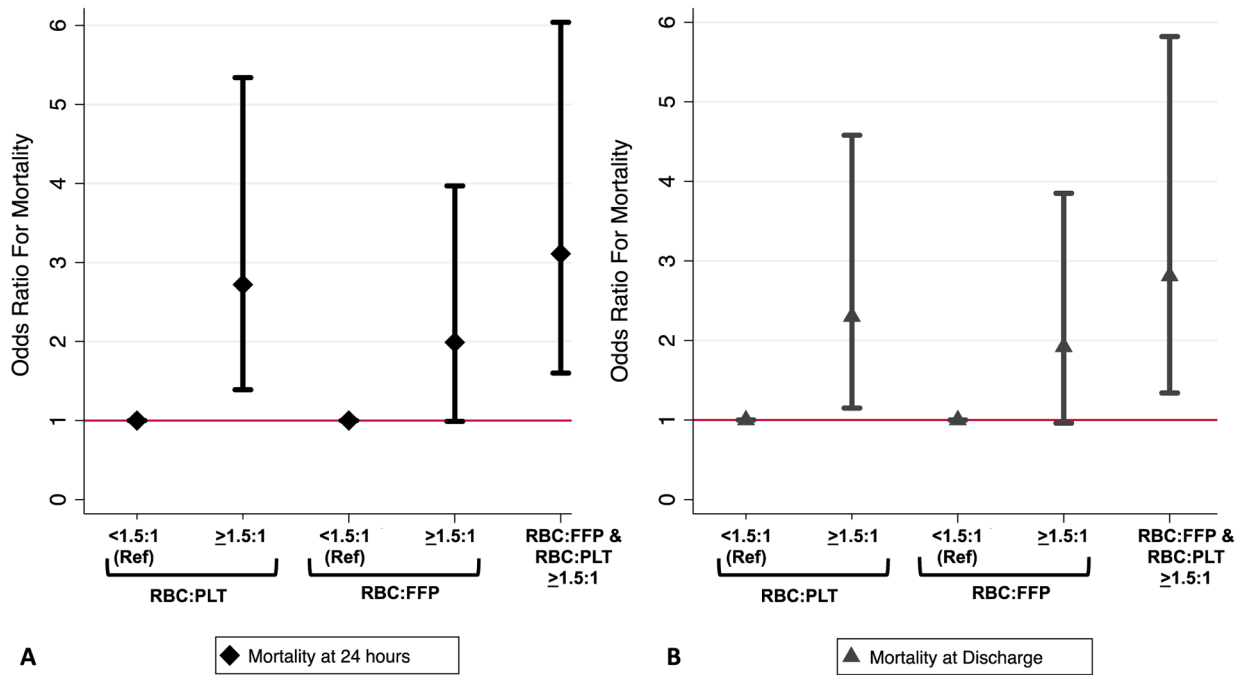 Odds Ratio For Mortality
6
5
4
3
2
1
0
<1.5:1
(Ref)
≥1.5:1
<1.5:1
(Ref)
≥1.5:1
RBC:FFP &
RBC:PLT
≥1.5:1
RBC:PLT
RBC:FFP
A
Mortality at 24 hours
Odds Ratio For Mortality
6
5
4
3
2
1
0
<1.5:1
(Ref)
≥1.5:1
<1.5:1
(Ref)
≥1.5:1
RBC:FFP &
RBC:PLT
≥1.5:1
RBC:PLT
RBC:FFP
B
Mortality at Discharge